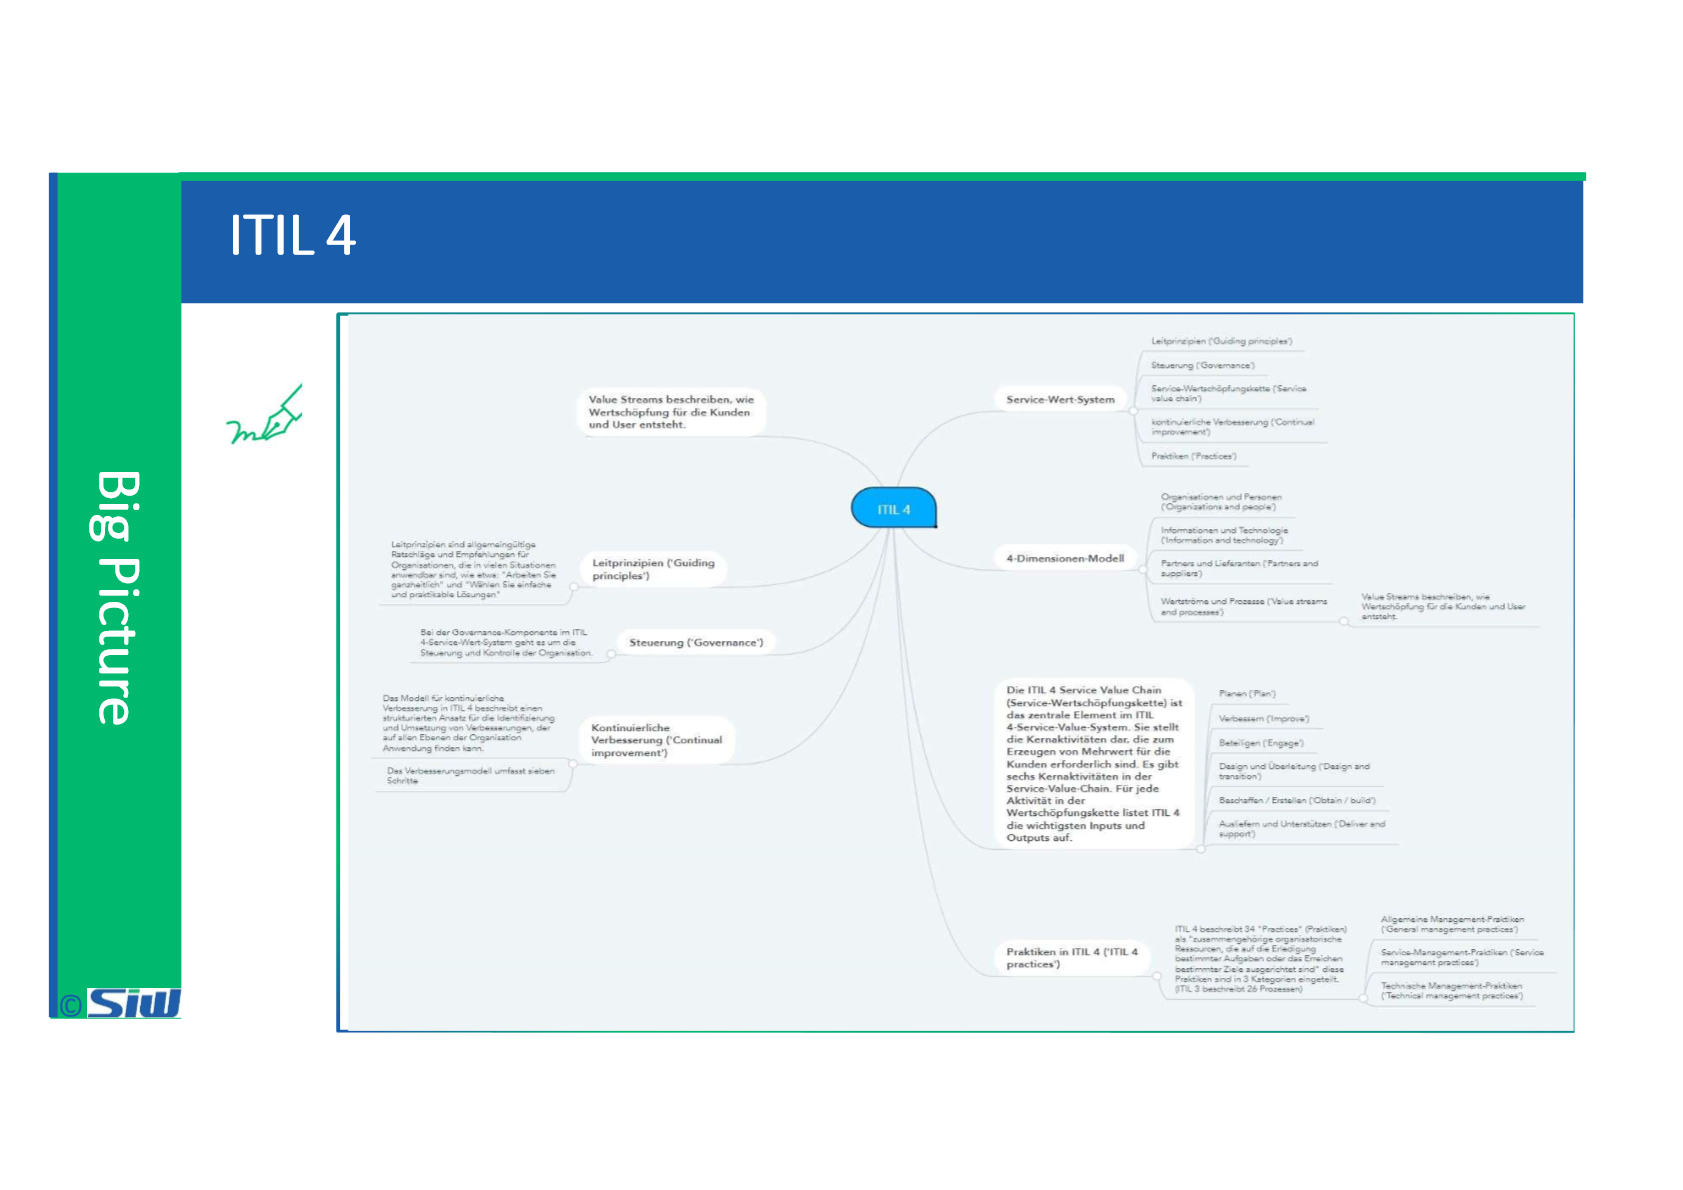 ITIL 4
Big Picture
© Siw
Value Streams beschreiben, wie
Wertschöpfung für die Kunden
und User entsteht.
Leitprinzipien sind allgemeingültige
Ratschläge und Empfehlungen für
Organisationen, die in vielen Situationen
anwendbar sind, wie etwa: "Arbeiten Sie
ganzheitlich" und "Wählen Sie einfache
und praktikable Lösungen"
Leitprinzipien ('Guiding
principles')
Bei der Governance-Komponente im ITIL
4-Service-Wert-System geht es um die
Steuerung und Kontrolle der Organisation.
Steuerung ('Governance')
Das Modell für kontinuierliche
Verbesserung in ITIL 4 beschreibt einen
strukturierten Ansatz für die Identifizierung
und Umsetzung von Verbesserungen, der
auf allen Ebenen der Organisation
Anwendung finden kann.
Das Verbesserungsmodell umfasst sieben
Schritte
Kontinuierliche
Verbesserung ('Continual
improvement')
ITIL 4
Service-Wert-System
Leitprinzipien ('Guiding principles')
Steuerung ('Governance')
Service-Wertschöpfungskette ('Service
value chain')
kontinuierliche Verbesserung ('Continual
improvement')
Praktiken ('Practices')
4-Dimensionen-Modell
Organisationen und Personen
('Organizations and people')
Informationen und Technologie
('Information and technology')
Partners und Lieferanten ('Partners and
suppliers')
Wertströme und Prozesse ('Value streams
and processes')
Value Streams beschreiben, wie
Wertschöpfung für die Kunden und User
entsteht.
Die ITIL 4 Service Value Chain
(Service-Wertschöpfungskette) ist
das zentrale Element im ITIL
4-Service-Value-System. Sie stellt
die Kernaktivitäten dar, die zum
Erzeugen von Mehrwert für die
Kunden erforderlich sind. Es gibt
sechs Kernaktivitäten in der
Service-Value-Chain. Für jede
Aktivität in der
Wertschöpfungskette listet ITIL 4
die wichtigsten Inputs und
Outputs auf.
Planen ('Plan')
Verbessern ('Improve')
Beteiligen ('Engage')
Design und Überleitung ('Design and
transition')
Beschaffen / Erstellen ('Obtain / build')
Ausliefern und Unterstützen ('Deliver and
support')
Praktiken in ITIL 4 ('ITIL 4
practices')
ITIL 4 beschreibt 34 "Practices" (Praktiken)
als "zusammengehörige organisatorische
Ressourcen, die auf die Erledigung
bestimmter Aufgaben oder das Erreichen
bestimmter Ziele ausgerichtet sind" diese
Praktiken sind in 3 Kategorien eingeteilt.
(ITIL 3 beschreibt 26 Prozessen)
Allgemeine Management-Praktiken
('General management practices')
Service-Management-Praktiken ('Service
management practices')
Technische Management-Praktiken
('Technical management practices')